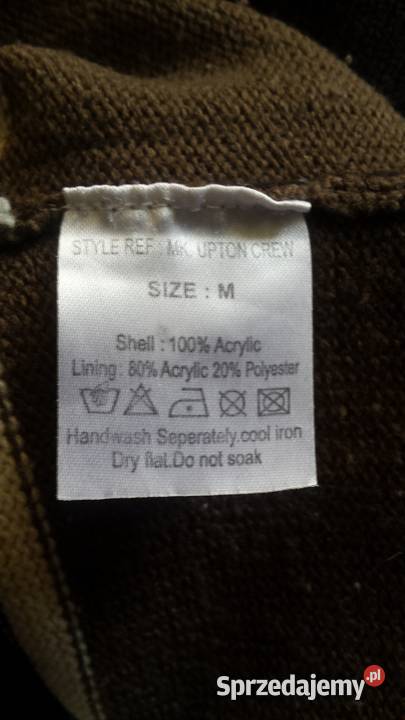 STYLE REF : MK UPTON CREW
SIZE : M
Shell : 100% Acrylic
Lining : 80% Acrylic 20% Polyester
Handwash Seperately.cool iron
Dry flat.Do not soak
Sprzedajemy.pl